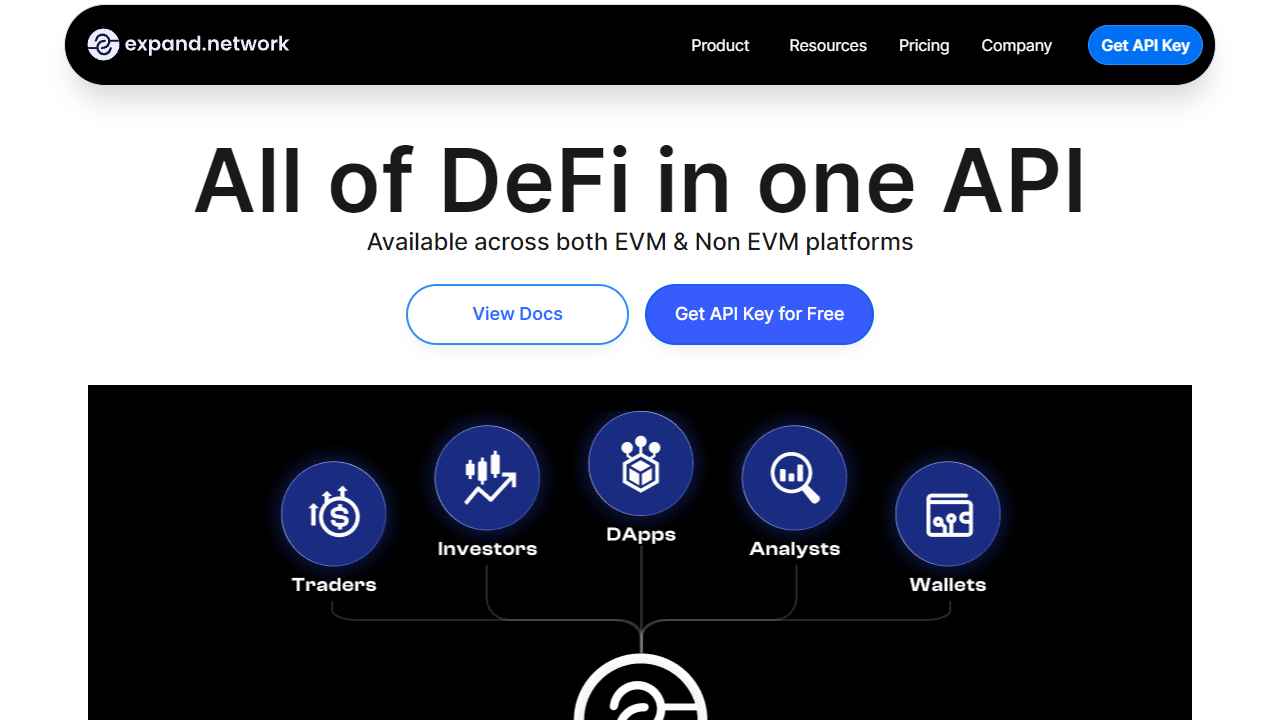 expand.network
Product
Resources
Pricing
Company
Get API Key
All of DeFi in one API
Available across both EVM & Non EVM platforms
View Docs
Get API Key for Free
Traders
Investors
DApps
Analysts
Wallets